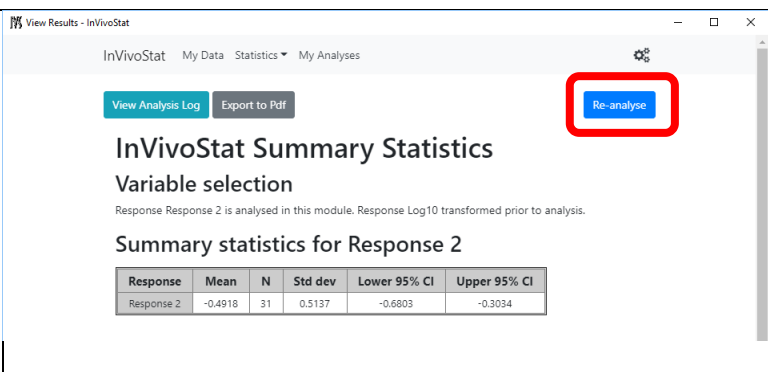 View Results - InVivoStat
InVivoStat My Data Statistics My Analyses
View Analysis Log Export to Pdf Re-analyse
InVivoStat Summary Statistics
Variable selection
Response Response 2 is analysed in this module. Response Log10 transformed prior to analysis.
Summary statistics for Response 2
Response Mean N Std dev Lower 95% CI Upper 95% CI
Response 2 -0.4918 31 0.5137 -0.6803 -0.3034